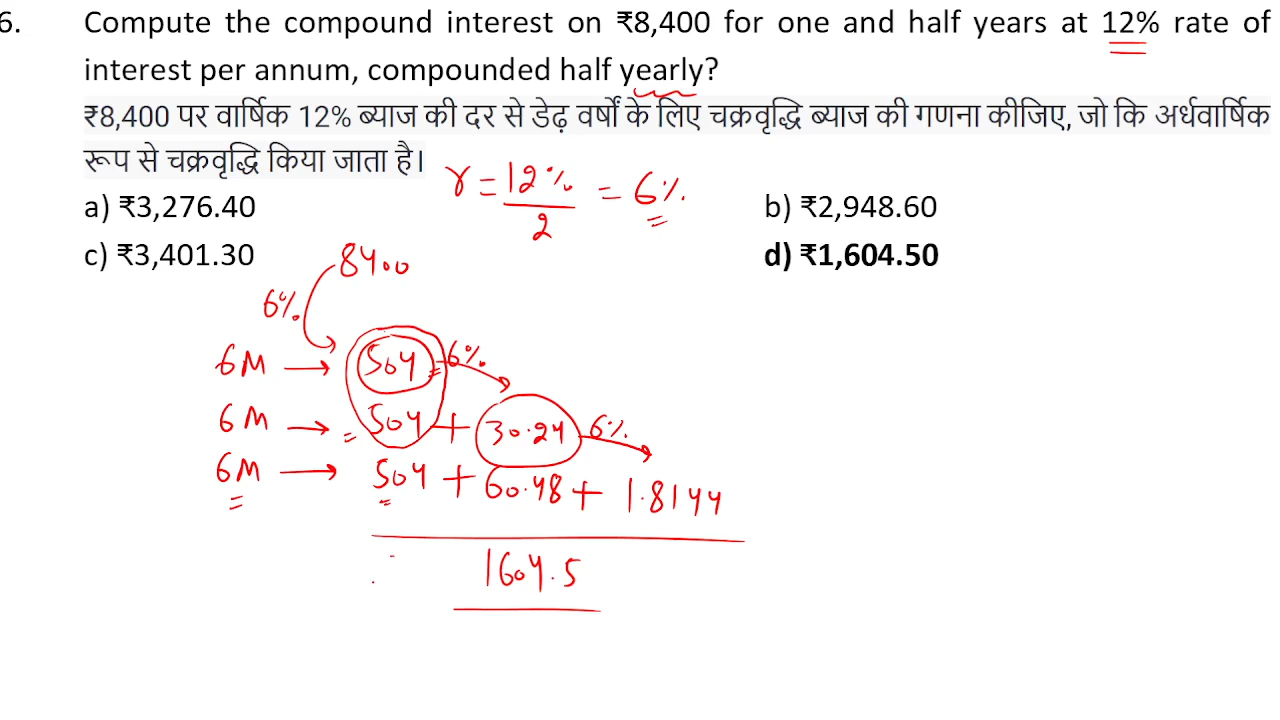 6. Compute the compound interest on ₹8,400 for one and half years at 12% rate of
interest per annum, compounded half yearly?
₹8,400 पर वार्षिक 12% ब्याज की दर से डेढ़ वर्षों के लिए चक्रवृद्धि ब्याज की गणना कीजिए, जो कि अर्धवार्षिक
रूप से चक्रवृद्धि किया जाता है।
r = 12% / 2 = 6%
a) ₹3,276.40 b) ₹2,948.60
c) ₹3,401.30 d) ₹1,604.50
8400
6%
6M → 504 6%
6M → 504 + 30.24 6%
6M → 504 + 60.48 + 1.8144
1604.5